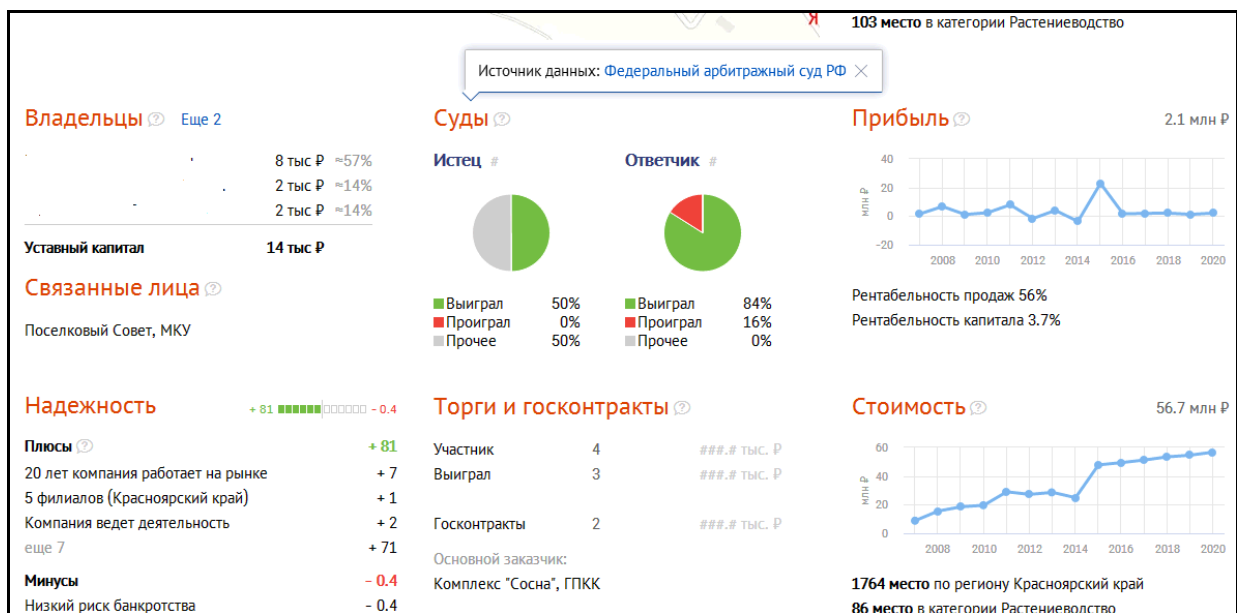 Я
103 место в категории Растениеводство
Источник данных: Федеральный арбитражный суд РФ
Владельцы ? Еще 2
8 тыс ₽ ≈57%
2 тыс ₽ ≈14%
2 тыс ₽ ≈14%
Уставный капитал 14 тыс ₽
Связанные лица ?
Поселковый Совет, МКУ
Суды ?
Истец # Ответчик #
Выиграл 50% Выиграл 84%
Проиграл 0% Проиграл 16%
Прочее 50% Прочее 0%
Прибыль ? 2.1 млн ₽
млн ₽
40
20
0
-20
2008 2010 2012 2014 2016 2018 2020
Рентабельность продаж 56%
Рентабельность капитала 3.7%
Надежность + 81 - 0.4
Плюсы ? + 81
20 лет компания работает на рынке + 7
5 филиалов (Красноярский край) + 1
Компания ведет деятельность + 2
еще 7 + 71
Минусы - 0.4
Низкий риск банкротства - 0.4
Торги и госконтракты ?
Участник 4 ###.# тыс. ₽
Выиграл 3 ###.# тыс. ₽
Госконтракты 2 ###.# тыс. ₽
Основной заказчик:
Комплекс "Сосна", ГПКК
Стоимость ? 56.7 млн ₽
млн ₽
60
40
20
0
2008 2010 2012 2014 2016 2018 2020
1764 место по региону Красноярский край
86 место в категории Растениеводство